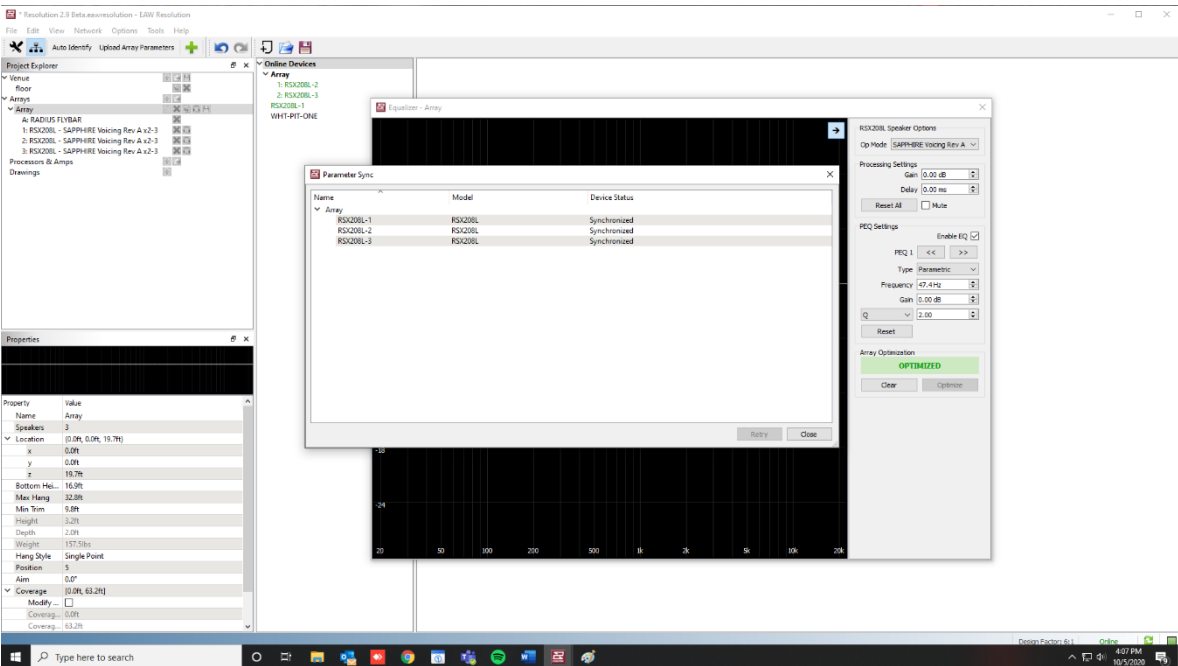 * Resolution 2.9 Beta.eawresolution - EAW Resolution
File Edit View Network Options Tools Help
Auto Identify Upload Array Parameters
Project Explorer
Venue
floor
Arrays
Array
A: RADIUS FLYBAR
1: RSX208L - SAPPHIRE Voicing Rev A x2-3
2: RSX208L - SAPPHIRE Voicing Rev A x2-3
3: RSX208L - SAPPHIRE Voicing Rev A x2-3
Processors & Amps
Drawings
Online Devices
Array
1: RSX208L-2
2: RSX208L-3
RSX208L-1
WHT-PIT-ONE
Equalizer - Array
Parameter Sync
Name Model Device Status
Array
RSX208L-1 RSX208L Synchronized
RSX208L-2 RSX208L Synchronized
RSX208L-3 RSX208L Synchronized
Retry Close
-18
-24
20 50 100 200 500 1k 2k 5k 10k 20k
RSX208L Speaker Options
Op Mode SAPPHIRE Voicing Rev A
Processing Settings
Gain 0.00 dB
Delay 0.00 ms
Reset All Mute
PEQ Settings
Enable EQ
PEQ 1 << >>
Type Parametric
Frequency 47.4 Hz
Gain 0.00 dB
Q 2.00
Reset
Array Optimization
OPTIMIZED
Clear Optimize
Properties
Property Value
Name Array
Speakers 3
Location (0.0ft, 0.0ft, 19.7ft)
x 0.0ft
y 0.0ft
z 19.7ft
Bottom Hei... 16.9ft
Max Hang 32.8ft
Min Trim 9.8ft
Height 3.2ft
Depth 2.0ft
Weight 157.5lbs
Hang Style Single Point
Position 5
Aim 0.0°
Coverage [0.0ft, 63.2ft]
Modify ...
Coverag... 0.0ft
Coverag... 63.2ft
Design Factor: 6:1 Online
Type here to search
4:07 PM
10/5/2020